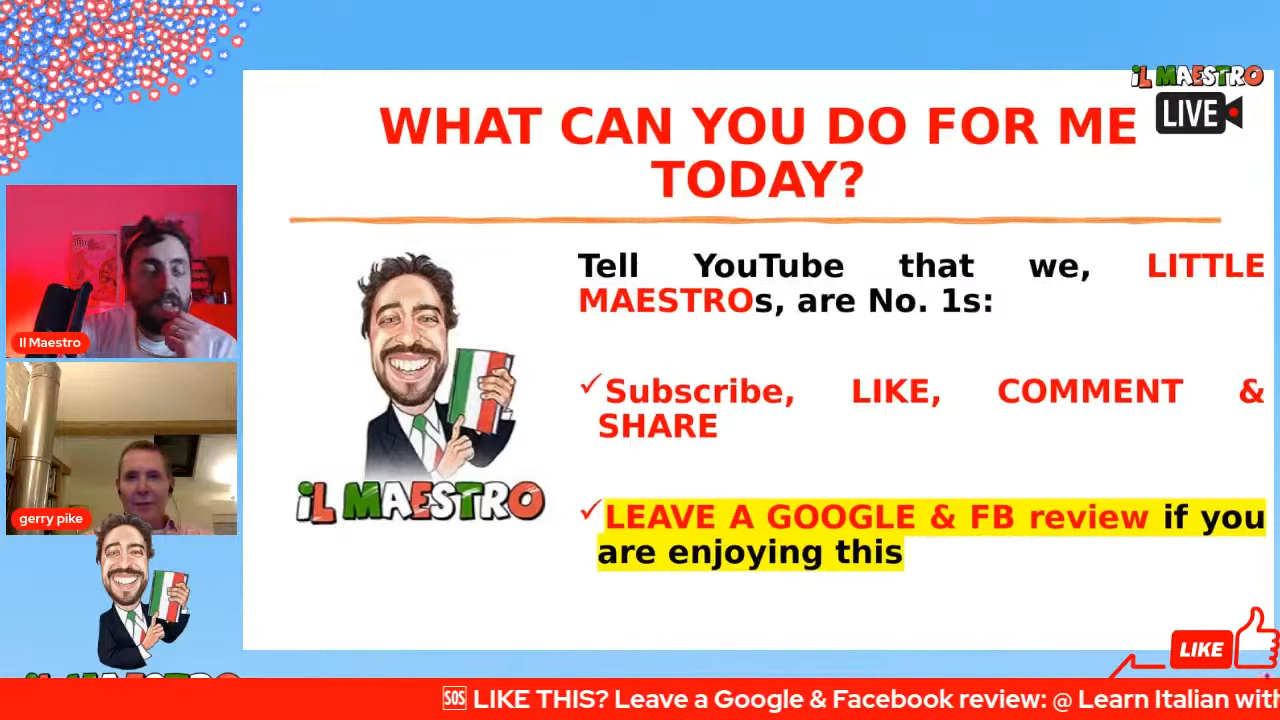 iL MAESTRO
LIVE
WHAT CAN YOU DO FOR ME
TODAY?
Tell YouTube that we, LITTLE
MAESTROs, are No. 1s:
✓Subscribe, LIKE, COMMENT &
SHARE
✓LEAVE A GOOGLE & FB review if you
are enjoying this
iL MAESTRO
Il Maestro
gerry pike
iL MAESTRO
LIKE
🆘 LIKE THIS? Leave a Google & Facebook review: @ Learn Italian with